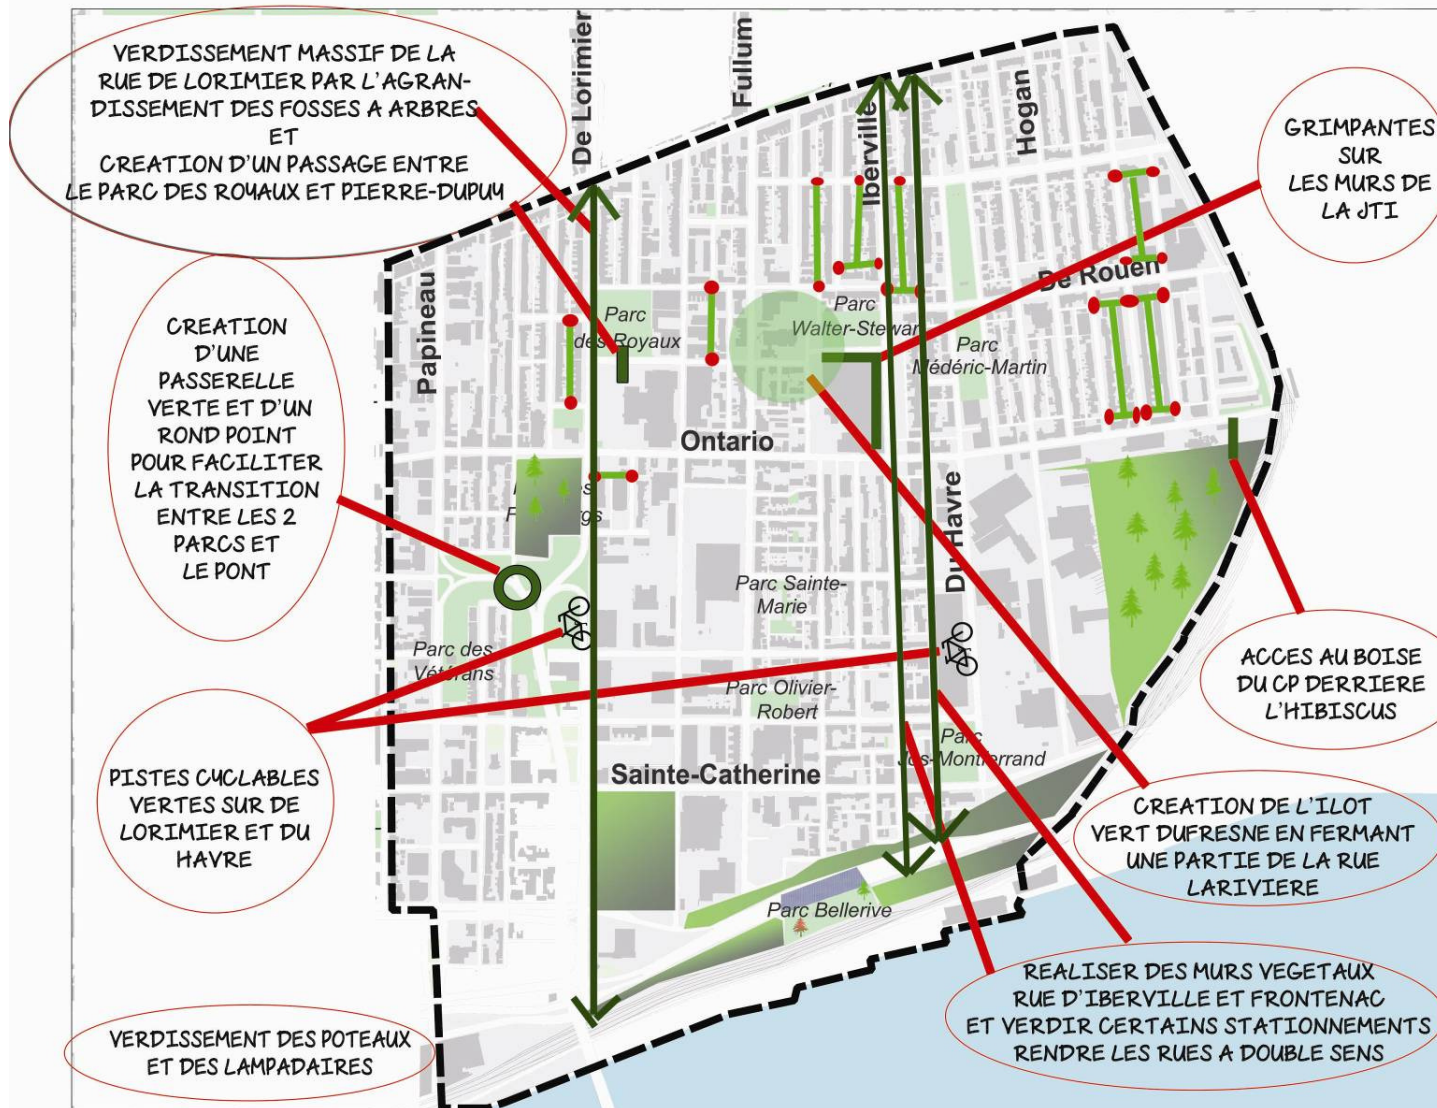 VERDISSEMENT MASSIF DE LA
RUE DE LORIMIER PAR L'AGRAN-
DISSEMENT DES FOSSES A ARBRES
ET
CREATION D'UN PASSAGE ENTRE
LE PARC DES ROYAUX ET PIERRE-DUPUY
De Lorimier
Fullum
Iberville
Hogan
GRIMPANTES
SUR
LES MURS DE
LA JTI
Papineau
De Rouen
CREATION
D'UNE
PASSERELLE
VERTE ET D'UN
ROND POINT
POUR FACILITER
LA TRANSITION
ENTRE LES 2
PARCS ET
LE PONT
Parc
des Royaux
Parc
Walter-Stewar
Parc
Médéric-Martin
Ontario
Du Havre
Parc Sainte-
Marie
Parc des
Vétérans
Parc Olivier-
Robert
Parc
Jos-Montferrand
Sainte-Catherine
Parc Bellerive
ACCES AU BOISE
DU CP DERRIERE
L'HIBISCUS
PISTES CYCLABLES
VERTES SUR DE
LORIMIER ET DU
HAVRE
CREATION DE L'ILOT
VERT DUFRESNE EN FERMANT
UNE PARTIE DE LA RUE
LARIVIERE
REALISER DES MURS VEGETAUX
RUE D'IBERVILLE ET FRONTENAC
ET VERDIR CERTAINS STATIONNEMENTS
RENDRE LES RUES A DOUBLE SENS
VERDISSEMENT DES POTEAUX
ET DES LAMPADAIRES